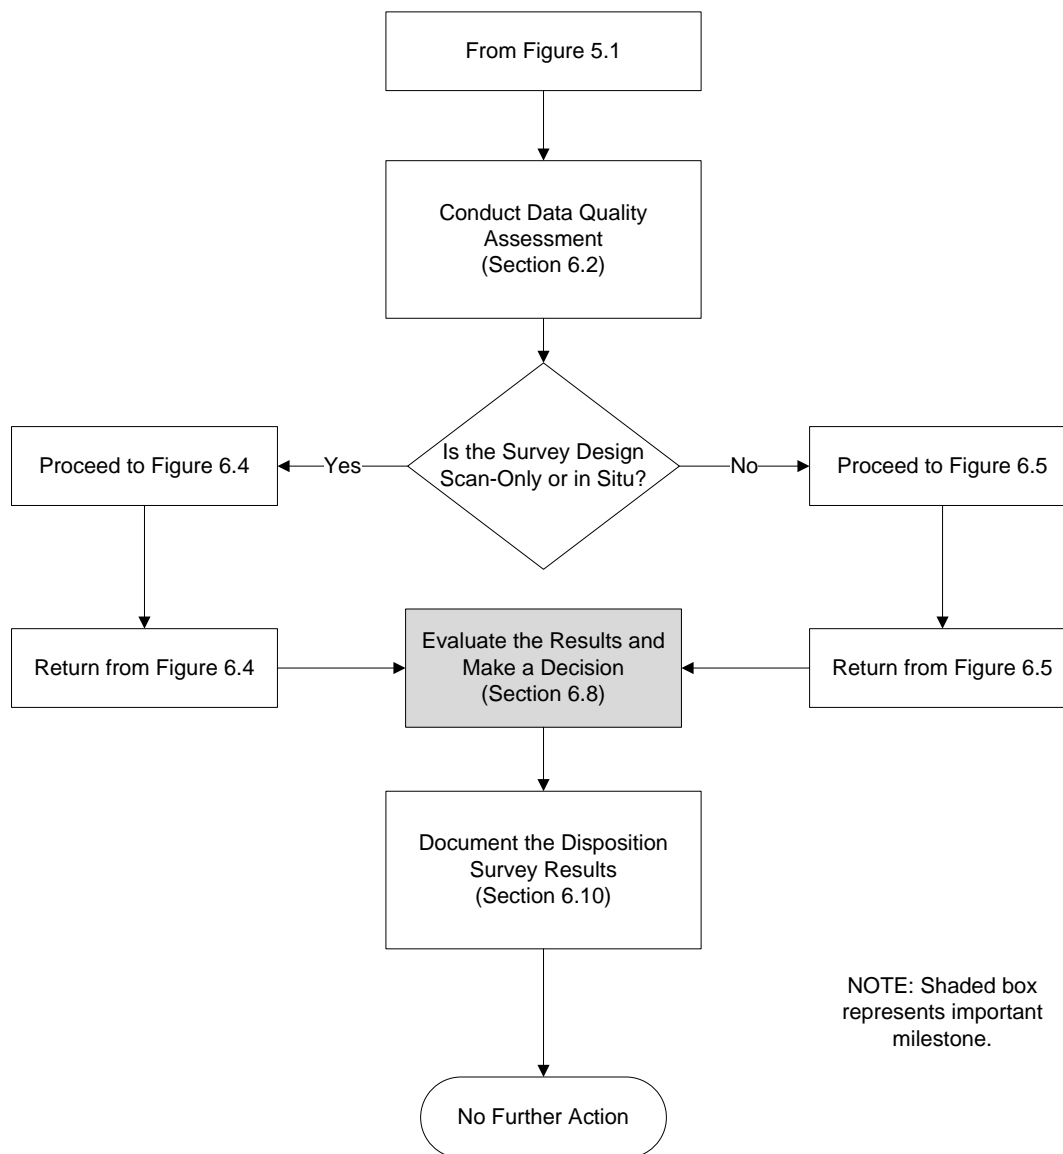 From Figure 5.1
Conduct Data Quality
Assessment
(Section 6.2)
Is the Survey Design
Scan-Only or in Situ?
Yes
No
Proceed to Figure 6.4
Proceed to Figure 6.5
Return from Figure 6.4
Evaluate the Results and
Make a Decision
(Section 6.8)
Return from Figure 6.5
Document the Disposition
Survey Results
(Section 6.10)
NOTE: Shaded box
represents important
milestone.
No Further Action